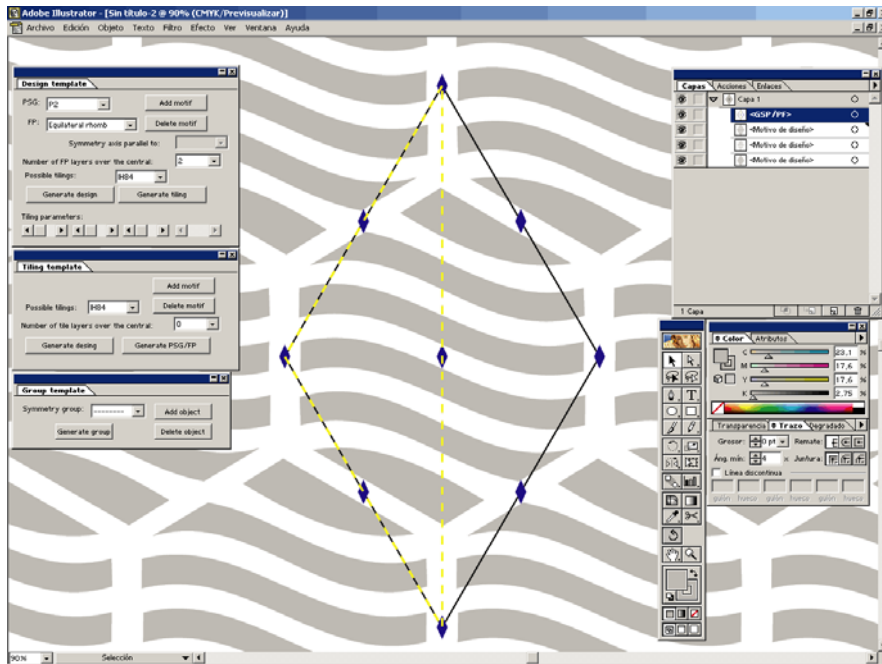 Adobe Illustrator - [Sin título-2 @ 90% (CMYK/Previsualizar)]
Archivo Edición Objeto Texto Filtro Efecto Ver Ventana Ayuda
Design template
PSG: P2 Add motif
FP: Equilateral rhomb Delete motif
Symmetry axis parallel to:
Number of FP layers over the central: 2
Possible tilings: IH84
Generate design Generate tiling
Tiling parameters:
Tiling template
Add motif
Possible tilings: IH84 Delete motif
Number of tile layers over the central: 0
Generate desing Generate PSG/FP
Group template
Symmetry group: -------- Add object
Generate group Delete object
Capas Acciones Enlaces
Capa 1
<GSP/PF>
<Motivo de diseño>
<Motivo de diseño>
<Motivo de diseño>
1 Capa
Color Atributos
C 23,1 %
M 17,6 %
Y 17,6 %
K 2,75 %
Transparencia Trazo Degradado
Grosor: 0 pt Remate:
Áng. mín: 4 x Juntura:
Línea discontinua
guión hueco guión hueco guión hueco
T
90% Selección